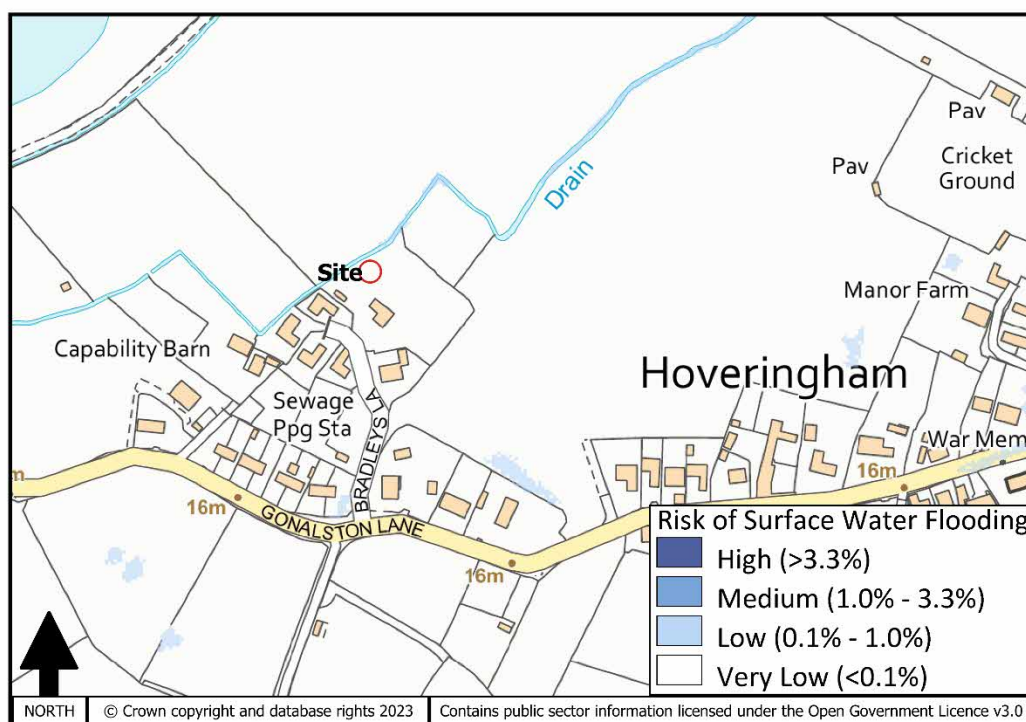 Pav
Cricket
Ground
Pav
Drain
Site
Manor Farm
Capability Barn
Hoveringham
Sewage
Ppg Sta
BRADLEYS LA
War Mem
16m
m
16m
GONALSTON LANE
16m
Risk of Surface Water Flooding
High (>3.3%)
Medium (1.0% - 3.3%)
Low (0.1% - 1.0%)
Very Low (<0.1%)
NORTH
© Crown copyright and database rights 2023
Contains public sector information licensed under the Open Government Licence v3.0